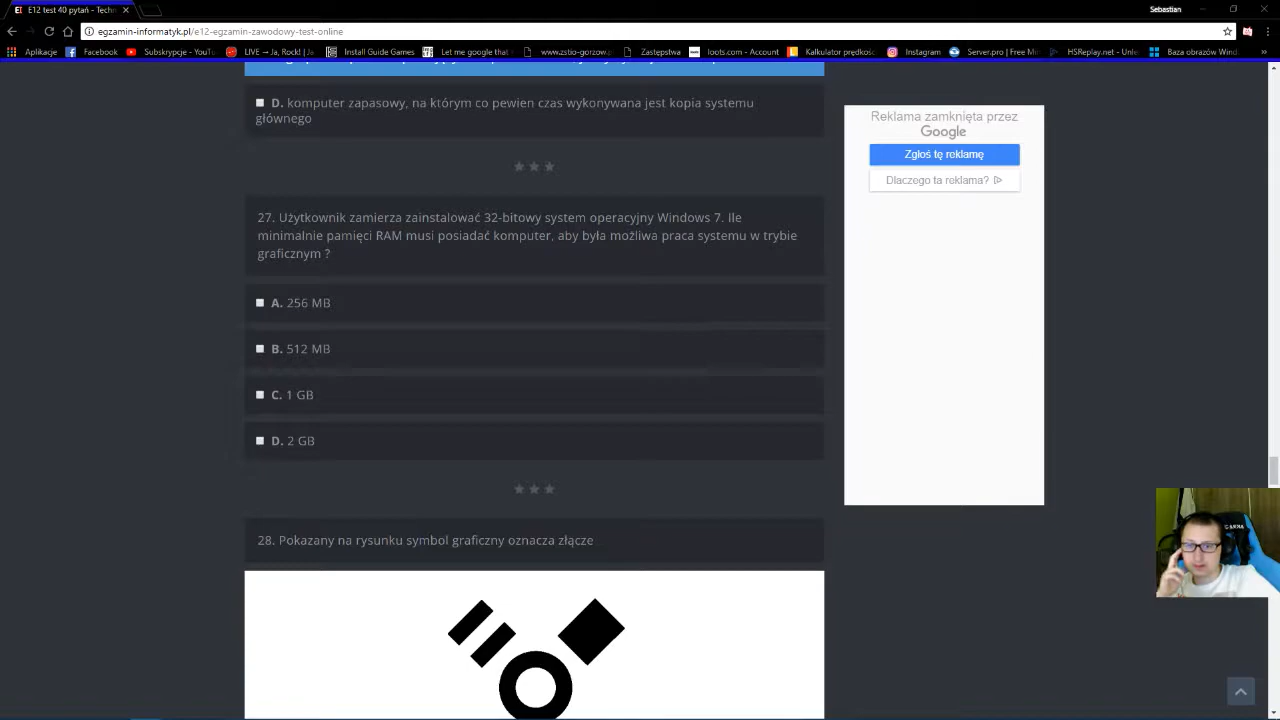 E12 test 40 pytań - Techn
Sebastian
egzamin-informatyk.pl/e12-egzamin-zawodowy-test-online
Aplikacje Facebook Subskrypcje - YouTu LIVE → Ja, Rock! | Ja Install Guide Games Let me google that www.zstio-gorzow.p Zastępstwa loots.com - Account Kalkulator prędkośc Instagram Server.pro | Free Min HSReplay.net - Unle Baza obrazów Wind
D. komputer zapasowy, na którym co pewien czas wykonywana jest kopia systemu
głównego
Reklama zamknięta przez
Google
Zgłoś tę reklamę
Dlaczego ta reklama?
27. Użytkownik zamierza zainstalować 32-bitowy system operacyjny Windows 7. Ile
minimalnie pamięci RAM musi posiadać komputer, aby była możliwa praca systemu w trybie
graficznym ?
A. 256 MB
B. 512 MB
C. 1 GB
D. 2 GB
28. Pokazany na rysunku symbol graficzny oznacza złącze